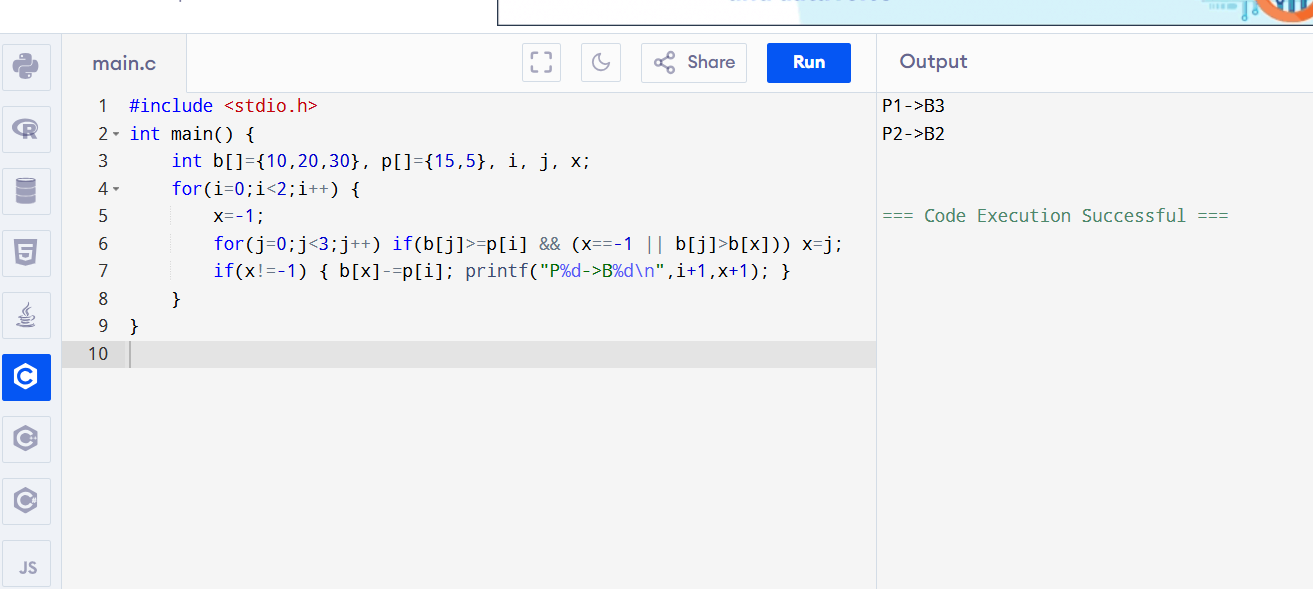 main.c
Share
Run
Output
1 #include <stdio.h>
2 int main() {
3     int b[]={10,20,30}, p[]={15,5}, i, j, x;
4     for(i=0;i<2;i++) {
5         x=-1;
6         for(j=0;j<3;j++) if(b[j]>=p[i] && (x==-1 || b[j]>b[x])) x=j;
7         if(x!=-1) { b[x]-=p[i]; printf("P%d->B%d\n",i+1,x+1); }
8     }
9 }
10
P1->B3
P2->B2
=== Code Execution Successful ===
R
5
C
C
C
JS